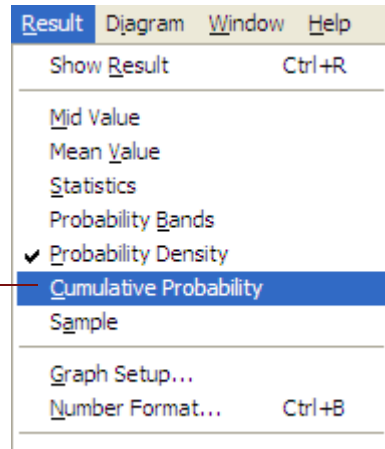 Result Diagram Window Help
Show Result Ctrl+R
Mid Value
Mean Value
Statistics
Probability Bands
Probability Density
Cumulative Probability
Sample
Graph Setup...
Number Format... Ctrl+B